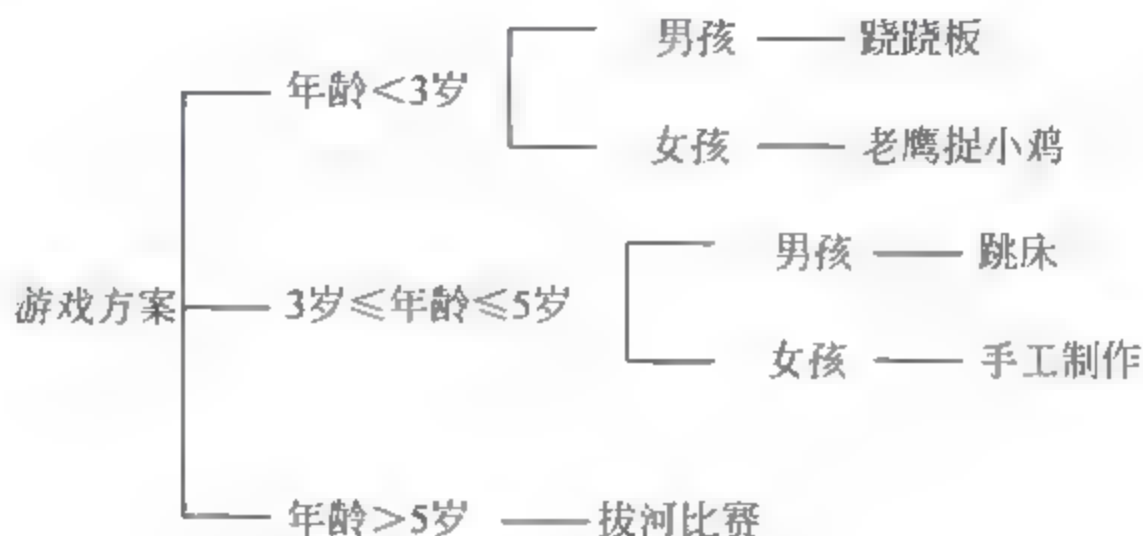 男孩 跷跷板
年龄<3岁
女孩 老鹰捉小鸡
男孩 跳床
游戏方案 3岁≤年龄≤5岁
女孩 手工制作
年龄>5岁 拔河比赛